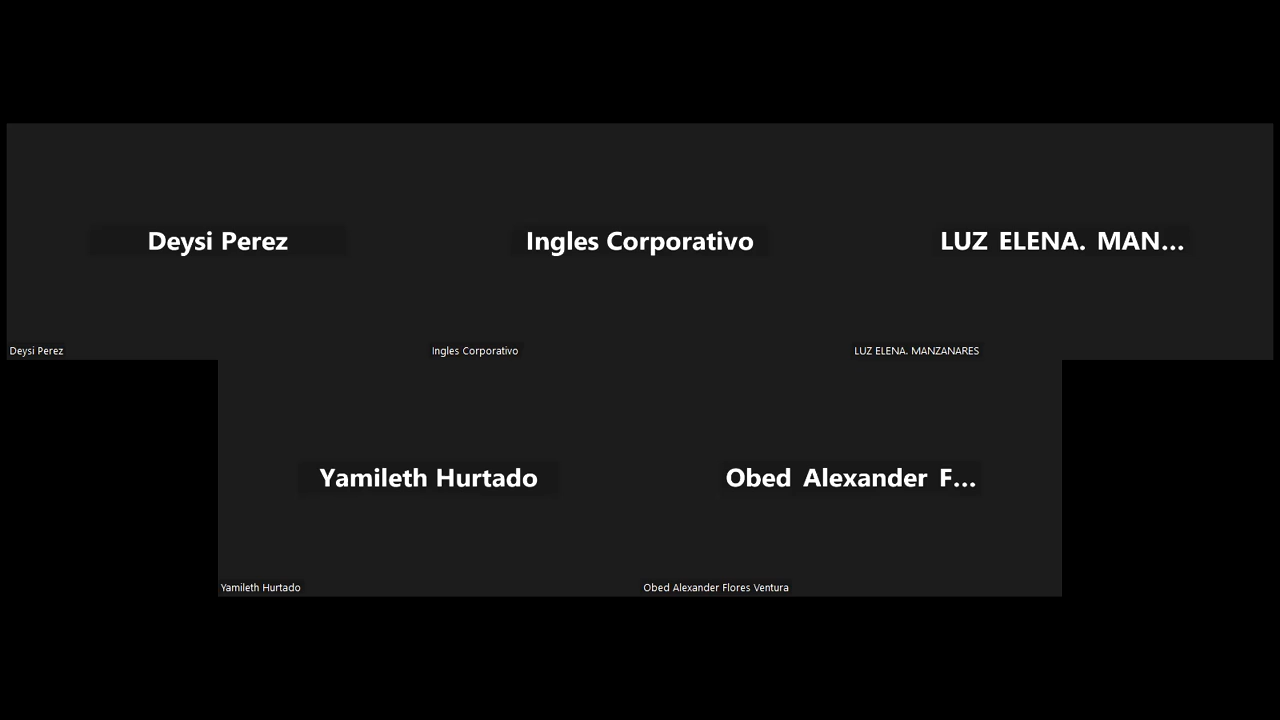 Deysi Perez
Ingles Corporativo
LUZ ELENA. MAN...
Deysi Perez
Ingles Corporativo
LUZ ELENA. MANZANARES
Yamileth Hurtado
Obed Alexander F...
Yamileth Hurtado
Obed Alexander Flores Ventura